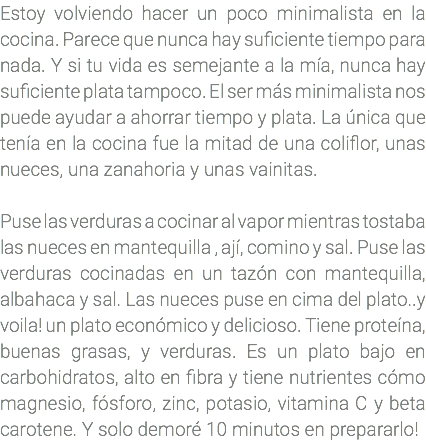 Estoy volviendo hacer un poco minimalista en la
cocina. Parece que nunca hay suficiente tiempo para
nada. Y si tu vida es semejante a la mía, nunca hay
suficiente plata tampoco. El ser más minimalista nos
puede ayudar a ahorrar tiempo y plata. La única que
tenía en la cocina fue la mitad de una coliflor, unas
nueces, una zanahoria y unas vainitas.

Puse las verduras a cocinar al vapor mientras tostaba
las nueces en mantequilla , ají, comino y sal. Puse las
verduras cocinadas en un tazón con mantequilla,
albahaca y sal. Las nueces puse en cima del plato..y
voila! un plato económico y delicioso. Tiene proteína,
buenas grasas, y verduras. Es un plato bajo en
carbohidratos, alto en fibra y tiene nutrientes cómo
magnesio, fósforo, zinc, potasio, vitamina C y beta
carotene. Y solo demoré 10 minutos en prepararlo!